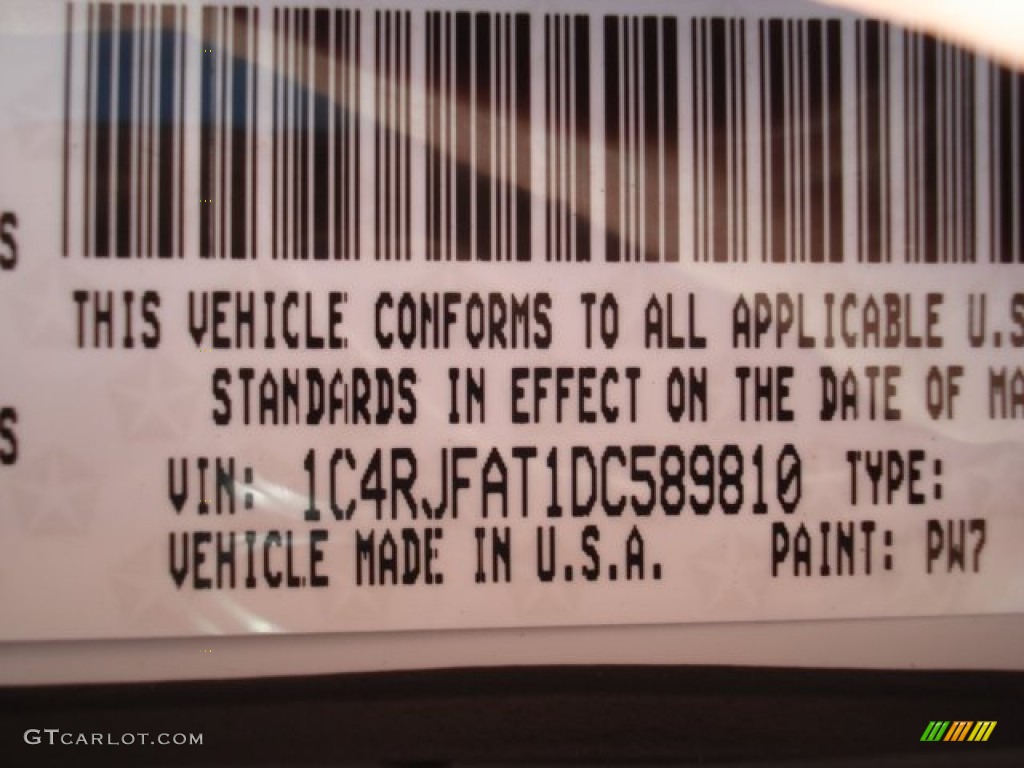 S
THIS VEHICLE CONFORMS TO ALL APPLICABLE U.S
STANDARDS IN EFFECT ON THE DATE OF MA
S
VIN: 1C4RJFAT1DC589810 TYPE:
VEHICLE MADE IN U.S.A. PAINT: PW7
GTCARLOT.COM